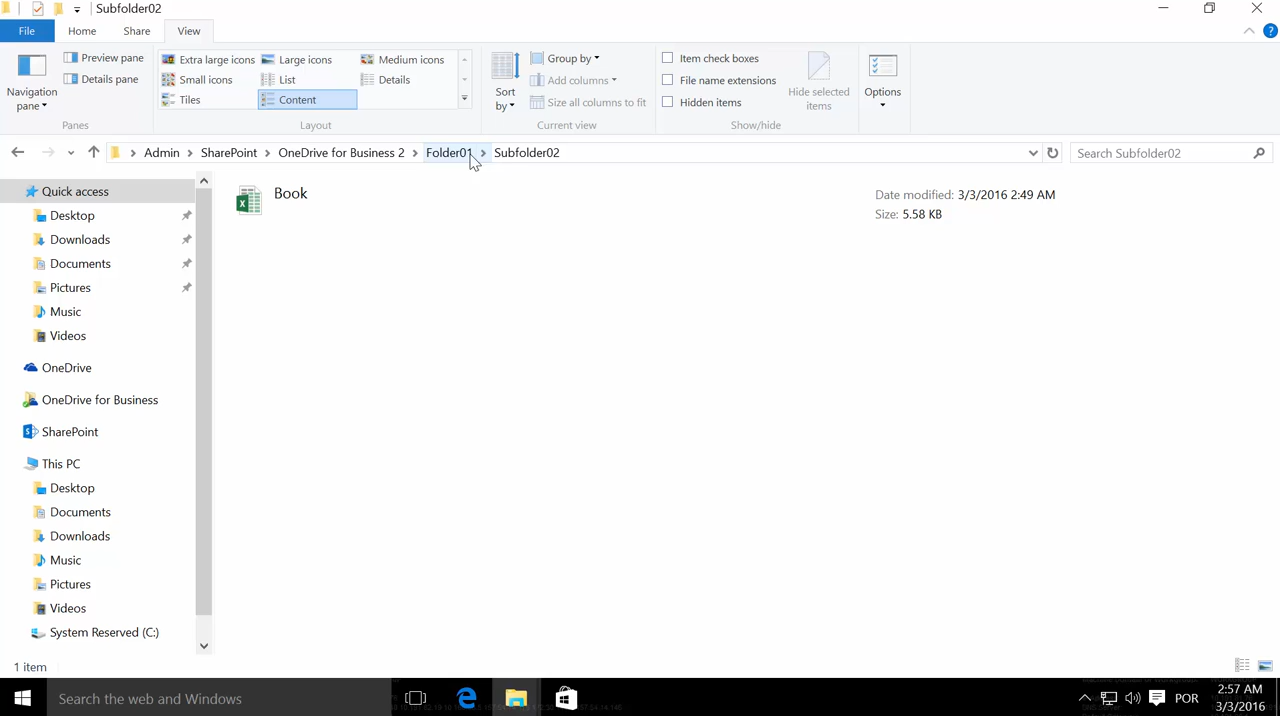 Subfolder02
File Home Share View
Navigation pane
Preview pane
Details pane
Panes
Extra large icons Large icons Medium icons
Small icons List Details
Tiles Content
Layout
Sort by
Group by
Add columns
Size all columns to fit
Current view
Item check boxes
File name extensions
Hidden items
Hide selected items
Show/hide
Options
Admin SharePoint OneDrive for Business 2 Folder01 Subfolder02
Search Subfolder02
Quick access
Desktop
Downloads
Documents
Pictures
Music
Videos
OneDrive
OneDrive for Business
SharePoint
This PC
Desktop
Documents
Downloads
Music
Pictures
Videos
System Reserved (C:)
Book
Date modified: 3/3/2016 2:49 AM
Size: 5.58 KB
1 item
Search the web and Windows
POR
2:57 AM
3/3/2016